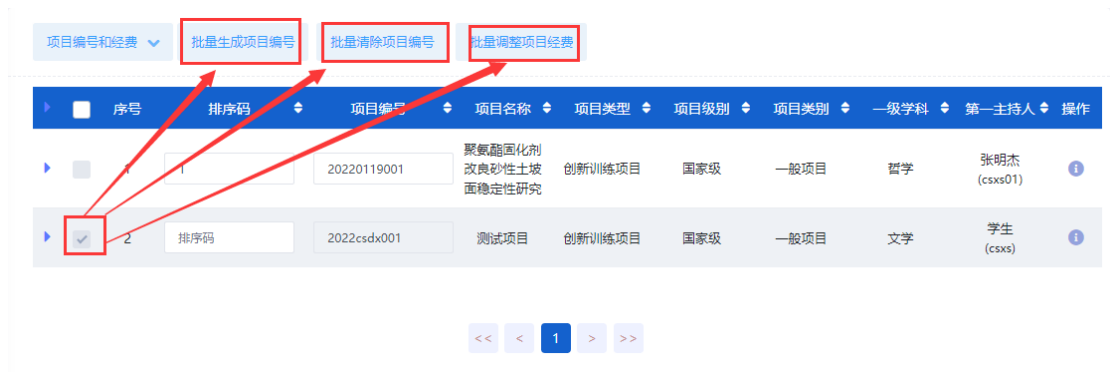 项目编号和经费 批量生成项目编号 批量清除项目编号 批量调整项目经费
序号 排序码 项目编号 项目名称 项目类型 项目级别 项目类别 一级学科 第一主持人 操作
1 1 20220119001 聚氨酯固化剂改良砂性土坡面稳定性研究 创新训练项目 国家级 一般项目 哲学 张明杰 (csxs01)
2 排序码 2022csdx001 测试项目 创新训练项目 国家级 一般项目 文学 学生 (csxs)
<< < 1 > >>